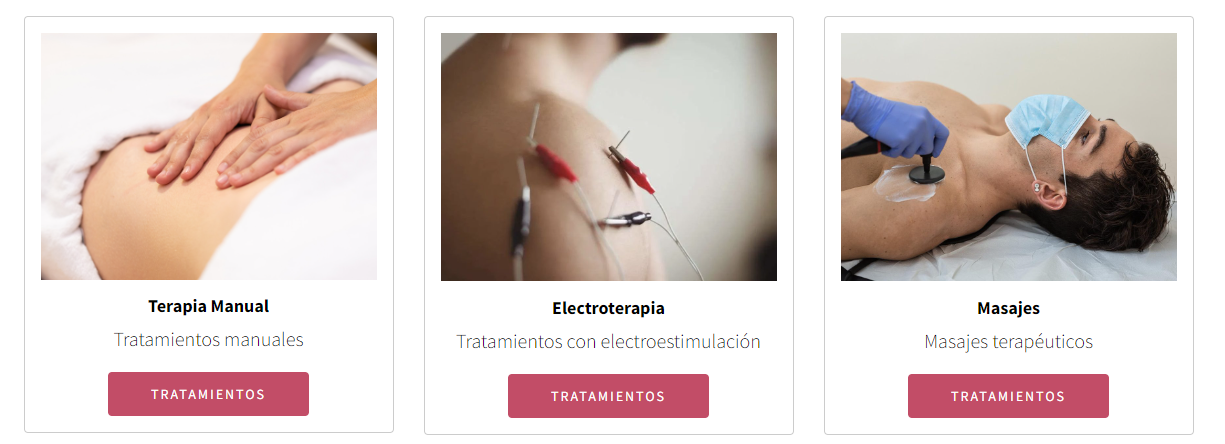 Terapia Manual
Tratamientos manuales
TRATAMIENTOS
Electroterapia
Tratamientos con electroestimulación
TRATAMIENTOS
Masajes
Masajes terapéuticos
TRATAMIENTOS